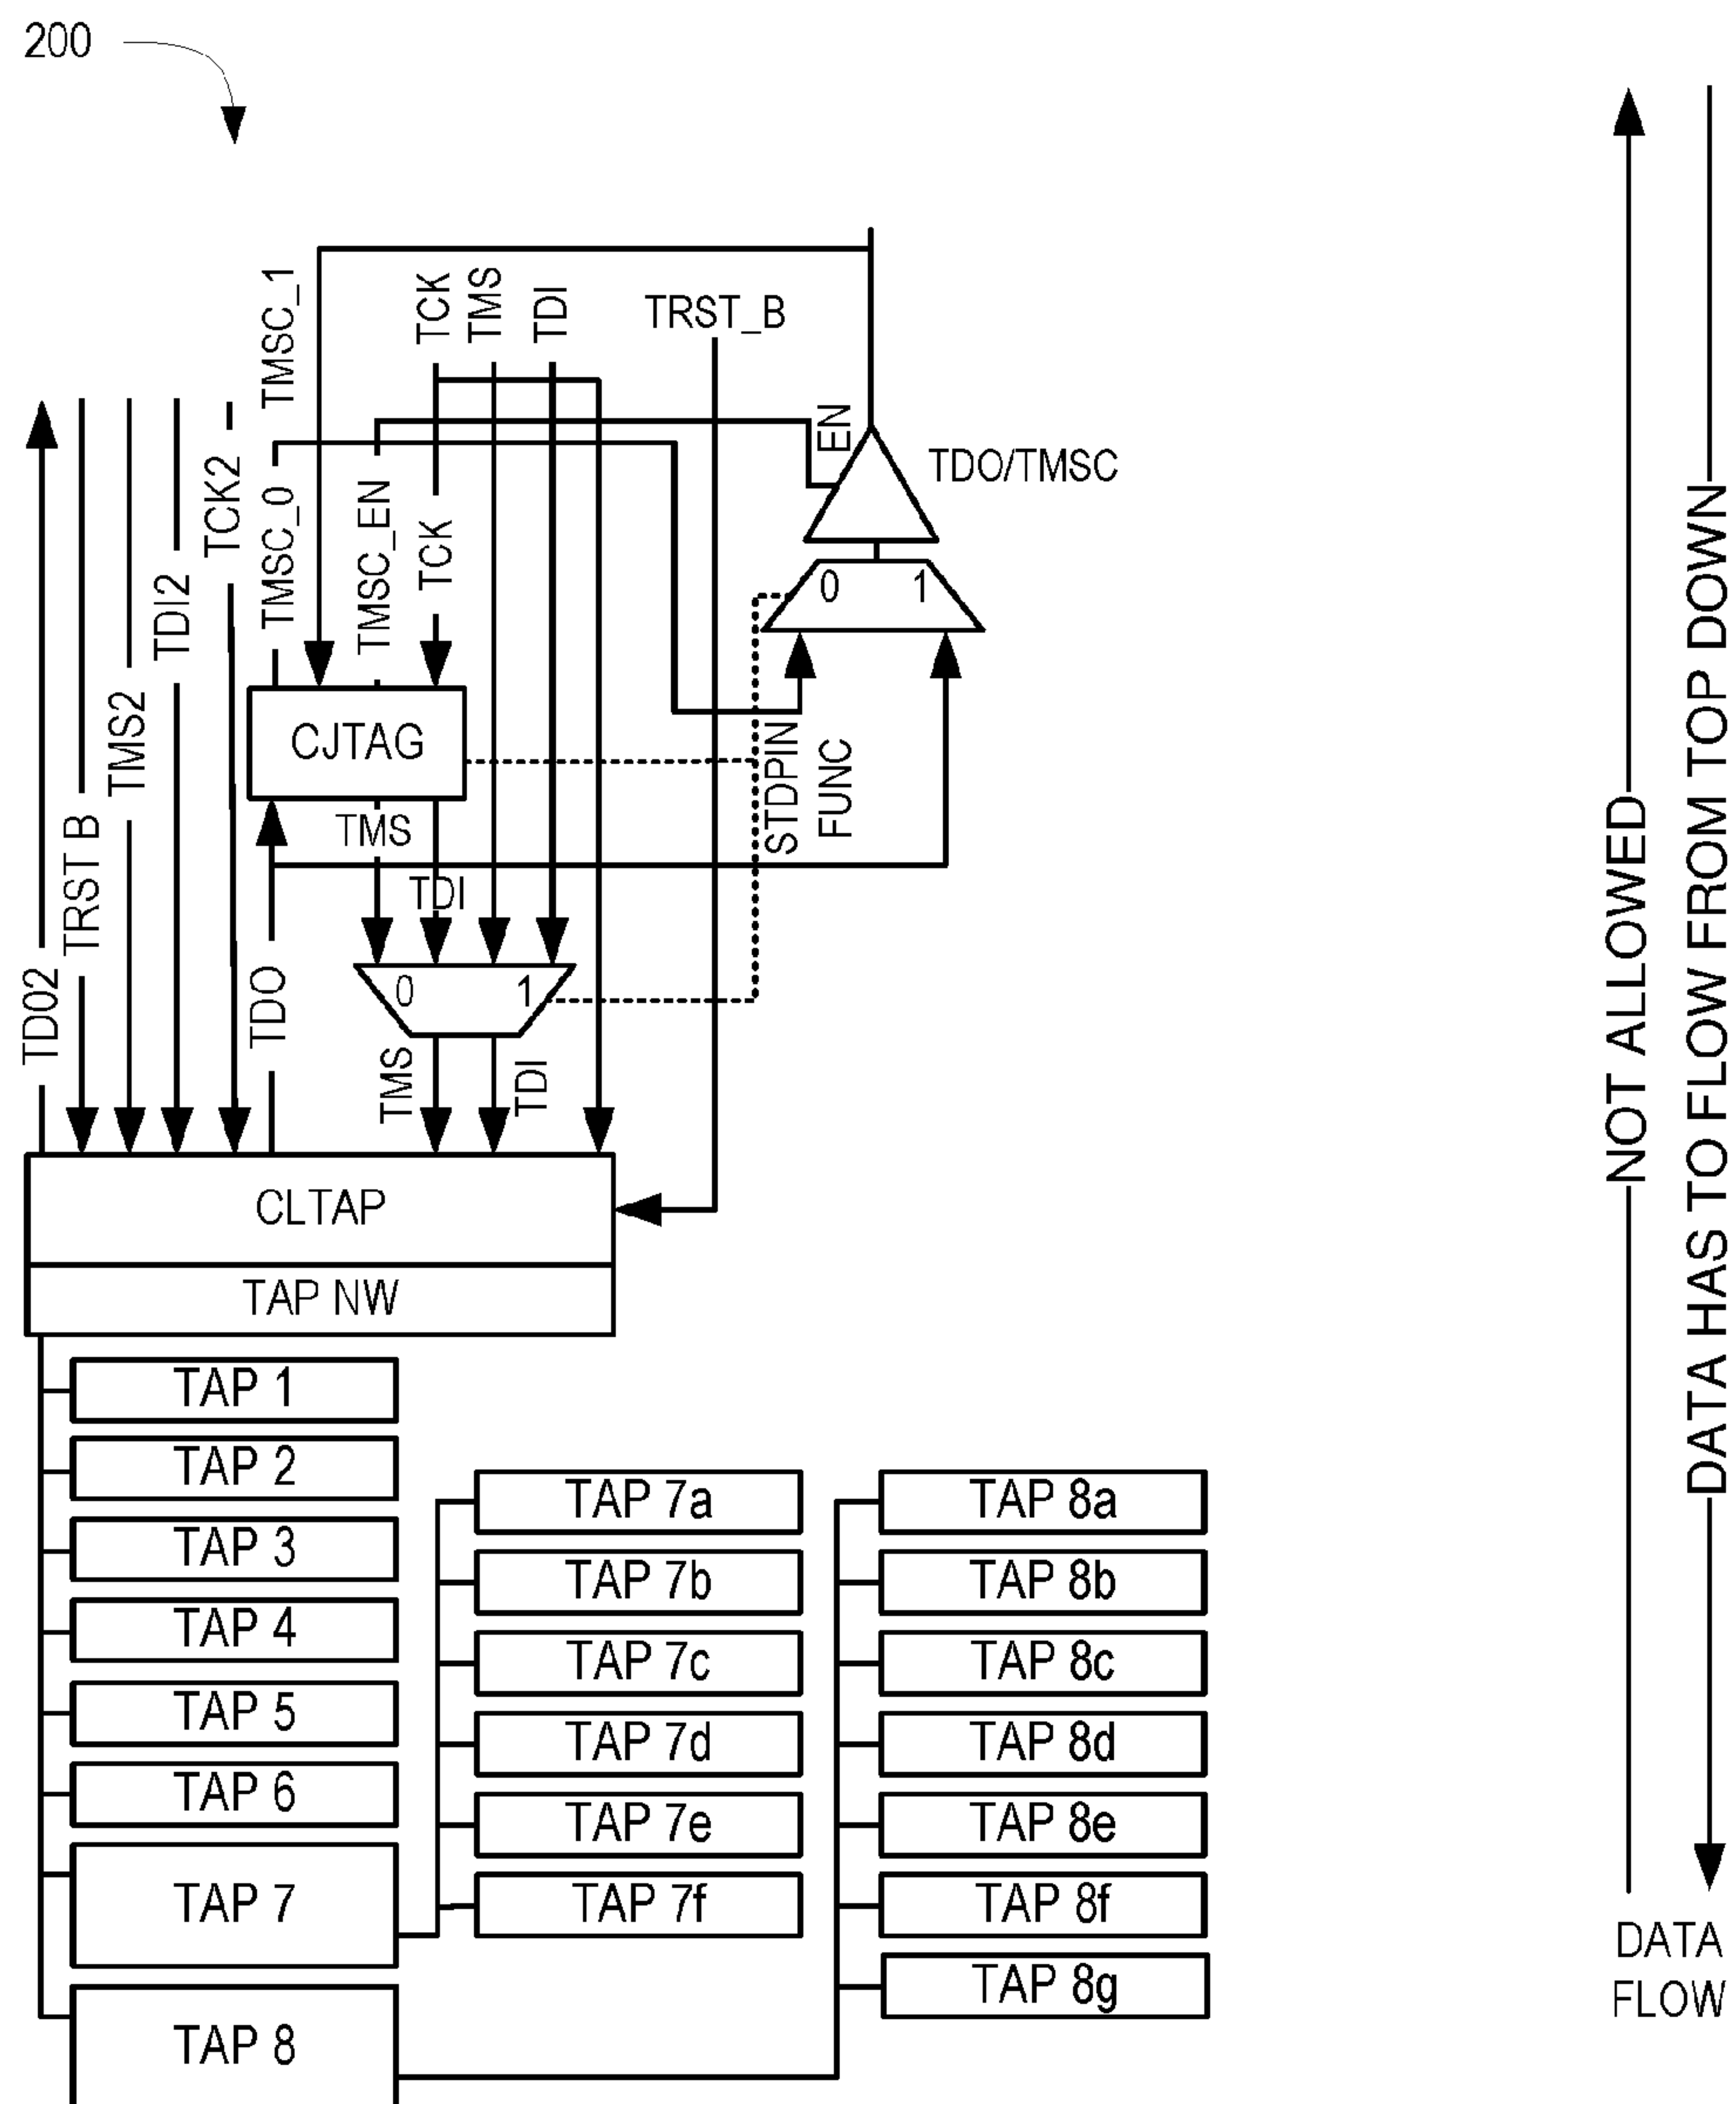 200
TMSC_1
TCK
TMS
TDI
TRST_B
EN
TDO/TMSC
TCK2
TMSC_0
TMSC_EN
TCK
TDI2
0 1
TMS2
CJTAG
STDPIN
FUNC
TRST B
TMS
TDI
TDO2
TDO
0 1
TMS
TDI
CLTAP
TAP NW
TAP 1
TAP 2
TAP 3
TAP 4
TAP 5
TAP 6
TAP 7
TAP 8
TAP 7a
TAP 7b
TAP 7c
TAP 7d
TAP 7e
TAP 7f
TAP 8a
TAP 8b
TAP 8c
TAP 8d
TAP 8e
TAP 8f
TAP 8g
NOT ALLOWED
DATA HAS TO FLOW FROM TOP DOWN
DATA
FLOW